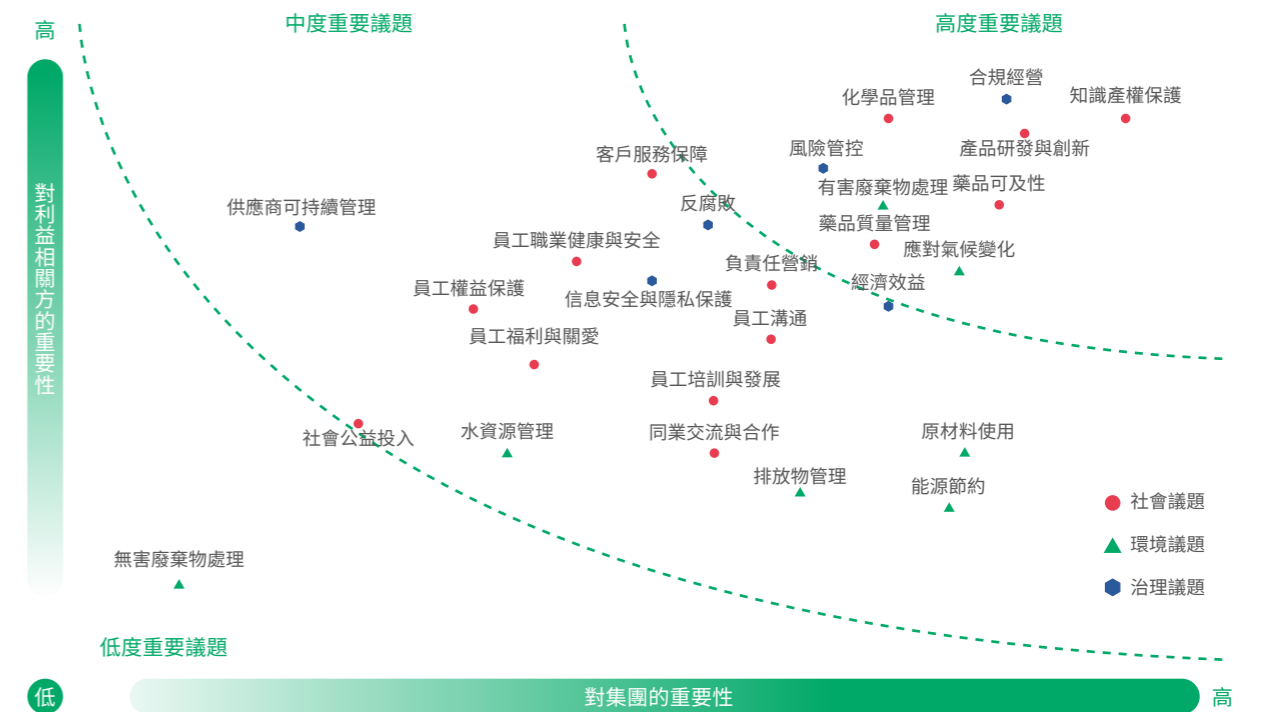 高
中度重要議題
高度重要議題
合規經營
化學品管理
知識產權保護
風險管控
產品研發與創新
客戶服務保障
有害廢棄物處理
藥品可及性
供應商可持續管理
反腐敗
藥品質量管理
員工職業健康與安全
應對氣候變化
負責任營銷
員工權益保護
信息安全與隱私保護
經濟效益
員工溝通
員工福利與關愛
員工培訓與發展
社會公益投入
水資源管理
同業交流與合作
原材料使用
排放物管理
能源節約
社會議題
環境議題
治理議題
無害廢棄物處理
低度重要議題
對利益相關方的重要性
低
對集團的重要性
高